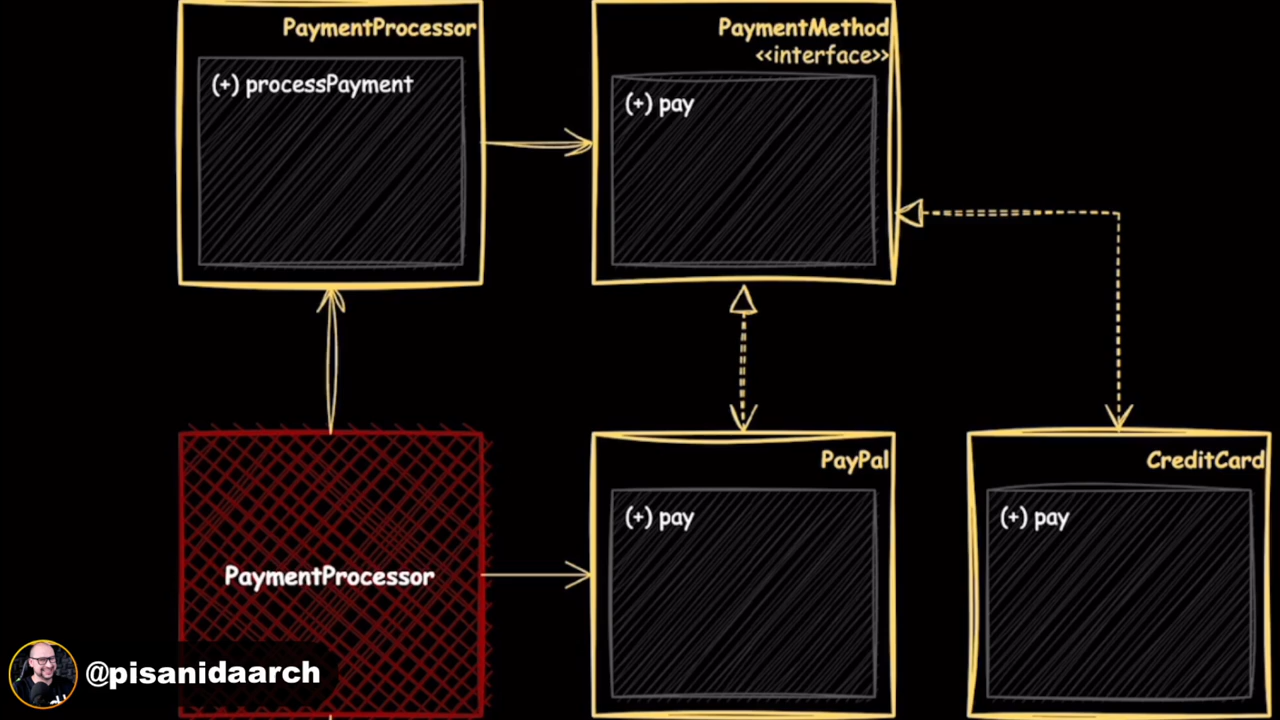 PaymentProcessor
(+) processPayment
PaymentMethod
<<interface>>
(+) pay
PaymentProcessor
PayPal
(+) pay
CreditCard
(+) pay
@pisanidaarch